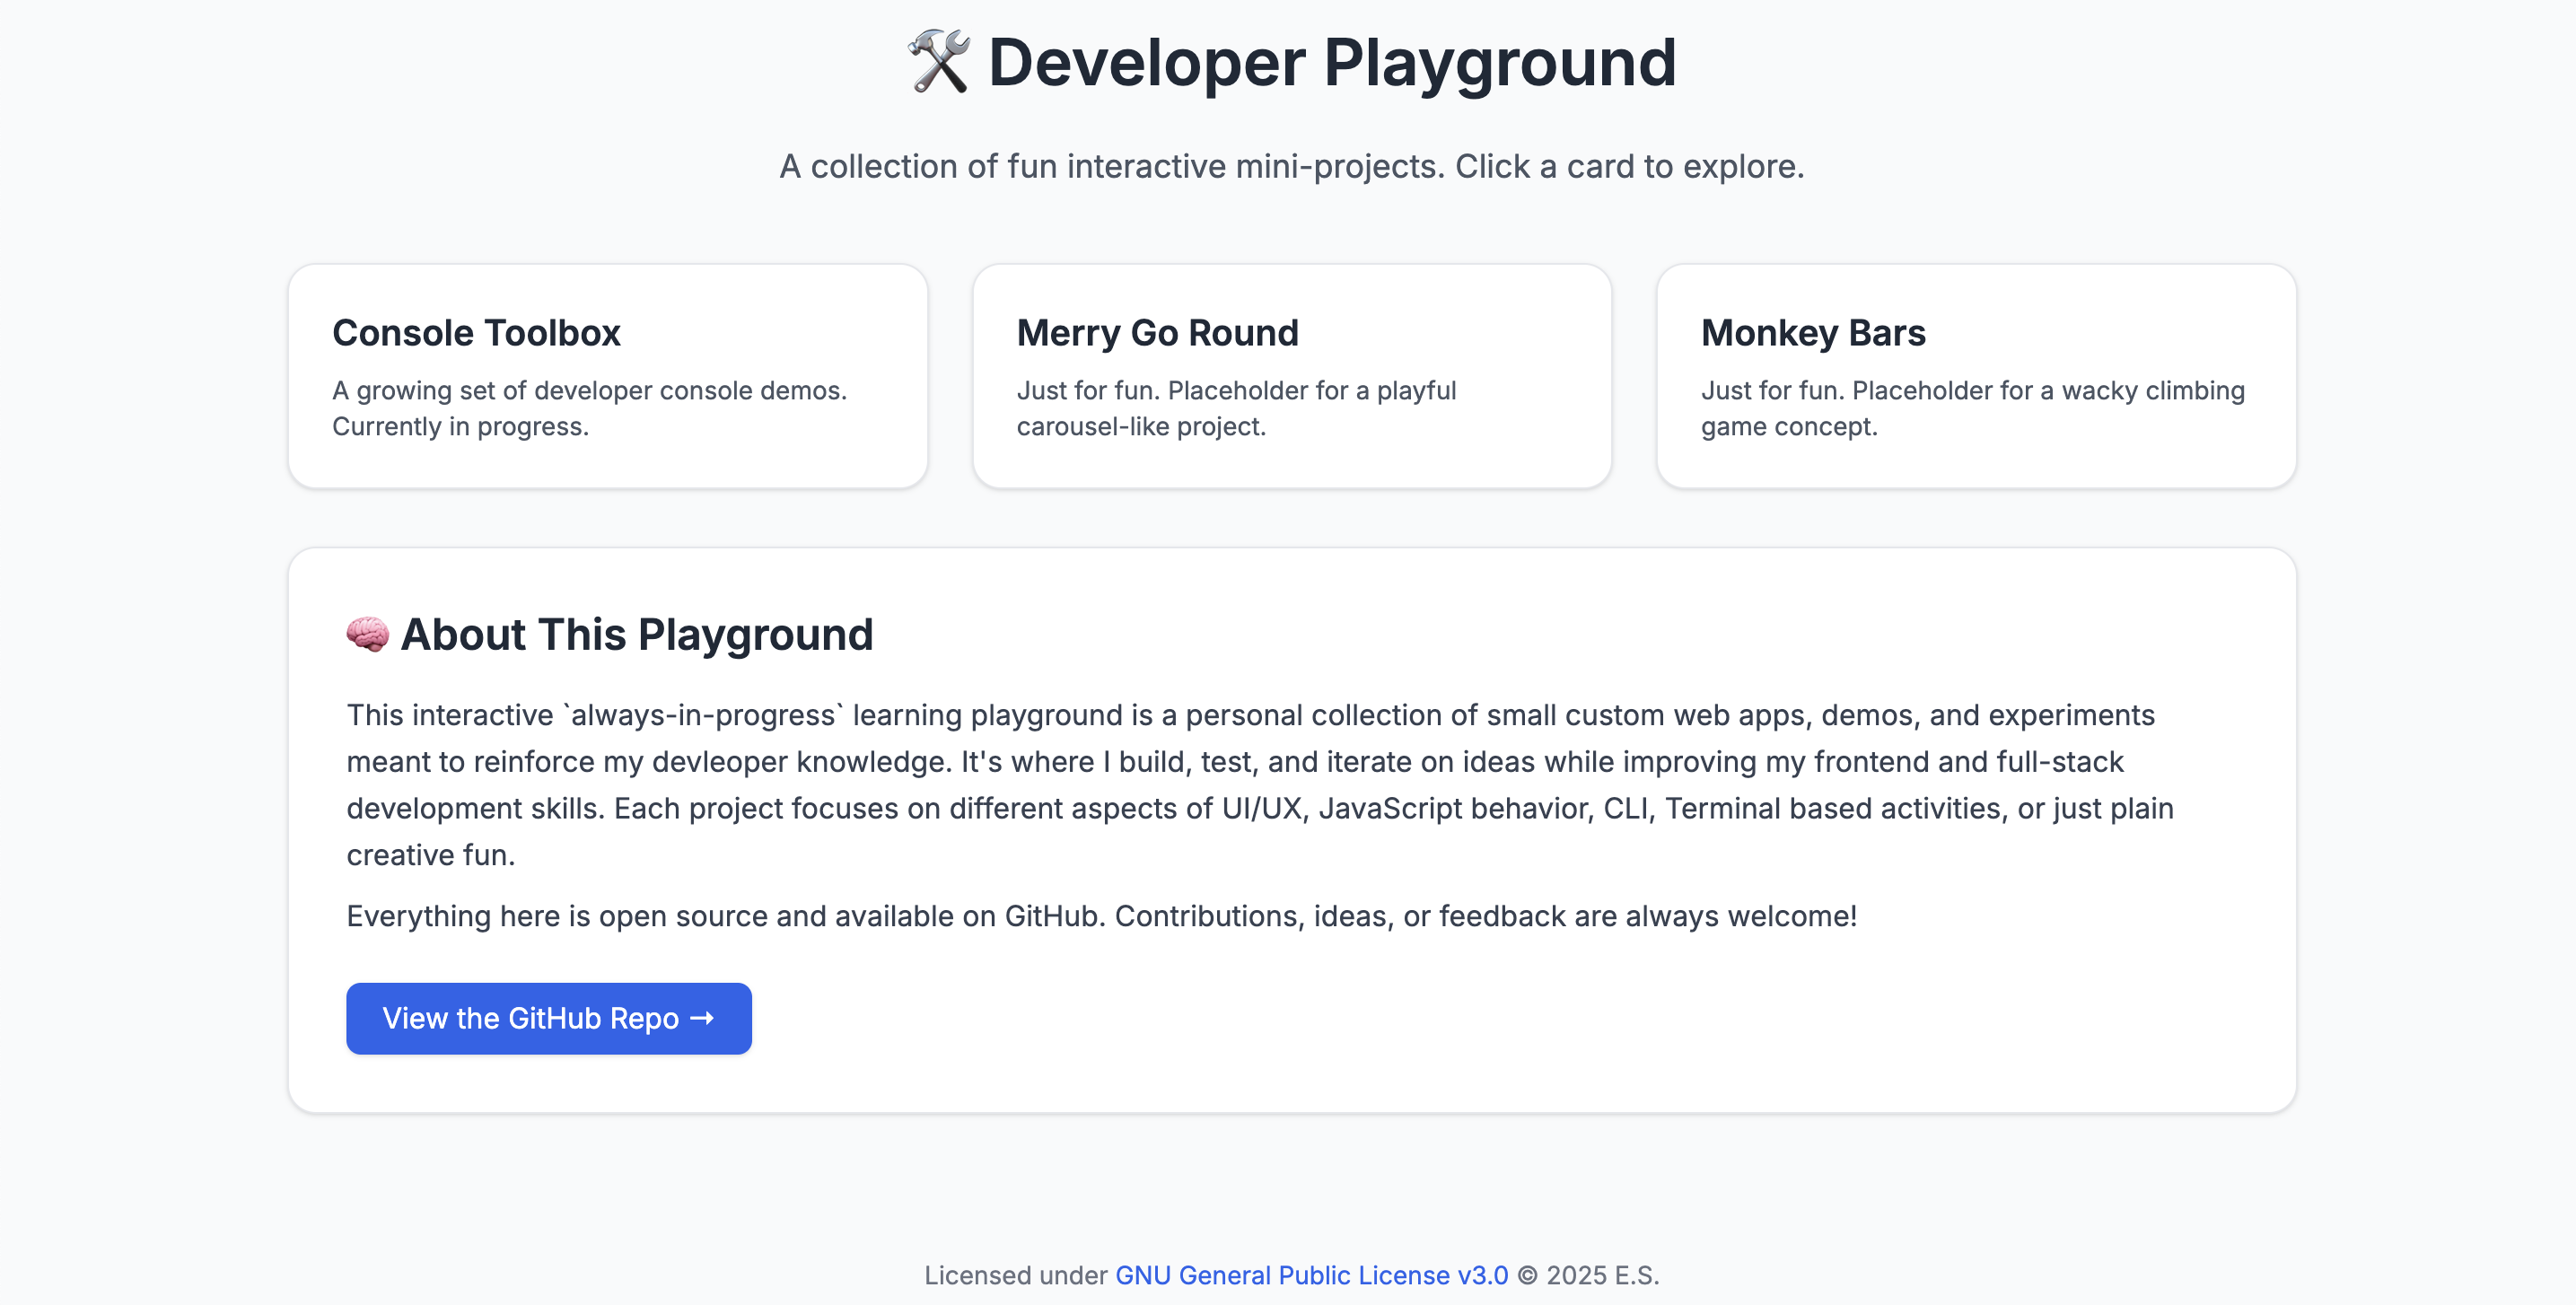 🛠️ Developer Playground
A collection of fun interactive mini-projects. Click a card to explore.
Console Toolbox
A growing set of developer console demos.
Currently in progress.
Merry Go Round
Just for fun. Placeholder for a playful
carousel-like project.
Monkey Bars
Just for fun. Placeholder for a wacky climbing
game concept.
🧠 About This Playground
This interactive `always-in-progress` learning playground is a personal collection of small custom web apps, demos, and experiments
meant to reinforce my devleoper knowledge. It's where I build, test, and iterate on ideas while improving my frontend and full-stack
development skills. Each project focuses on different aspects of UI/UX, JavaScript behavior, CLI, Terminal based activities, or just plain
creative fun.
Everything here is open source and available on GitHub. Contributions, ideas, or feedback are always welcome!
View the GitHub Repo →
Licensed under GNU General Public License v3.0 © 2025 E.S.